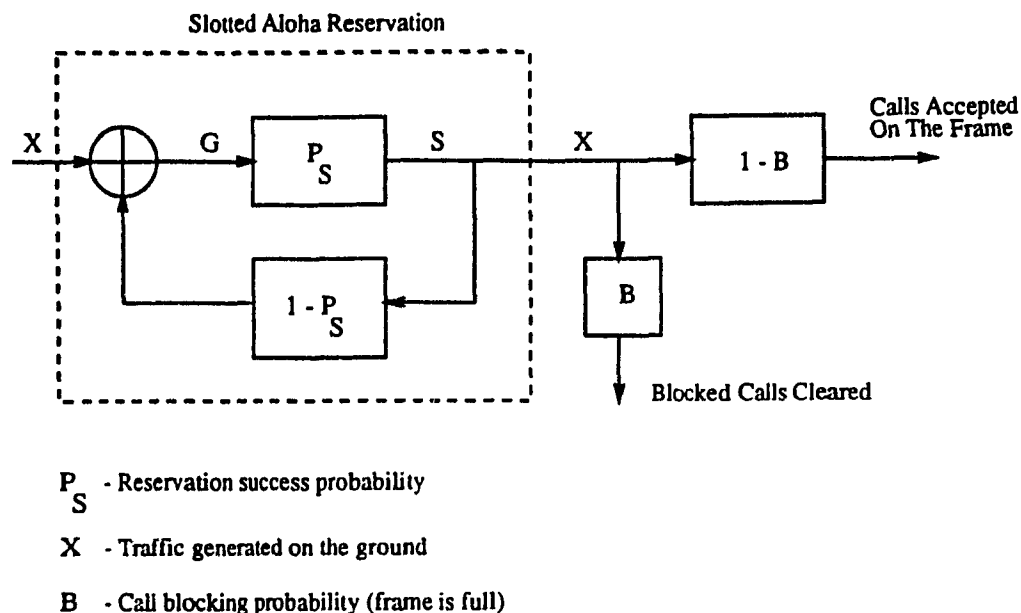 Slotted Aloha Reservation
X
G
P
S
S
X
1 - B
Calls Accepted
On The Frame
1 - P
S
B
Blocked Calls Cleared
P
S - Reservation success probability
X - Traffic generated on the ground
B - Call blocking probability (frame is full)